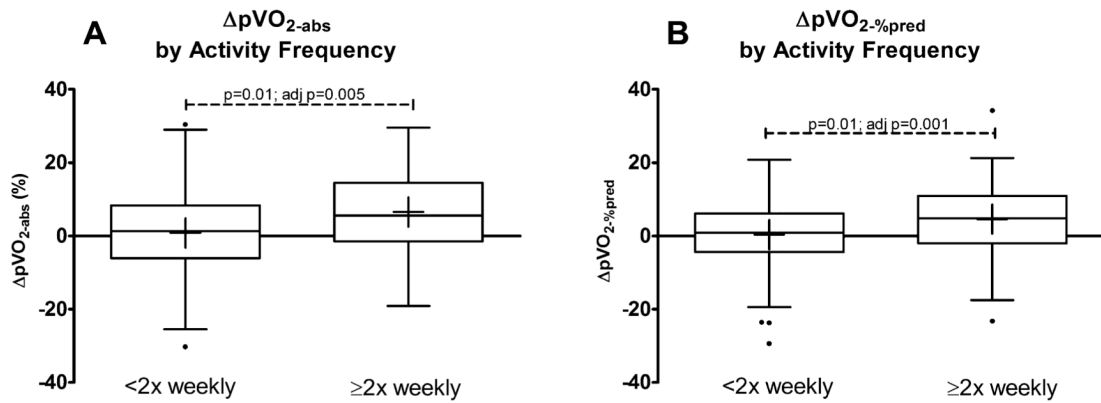 A
ΔpVO2-abs
by Activity Frequency
ΔpVO2-abs (%)
40
20
0
-20
-40
p=0.01; adj p=0.005
<2x weekly
≥2x weekly
B
ΔpVO2-%pred
by Activity Frequency
ΔpVO2-%pred
40
20
0
-20
-40
p=0.01; adj p=0.001
<2x weekly
≥2x weekly